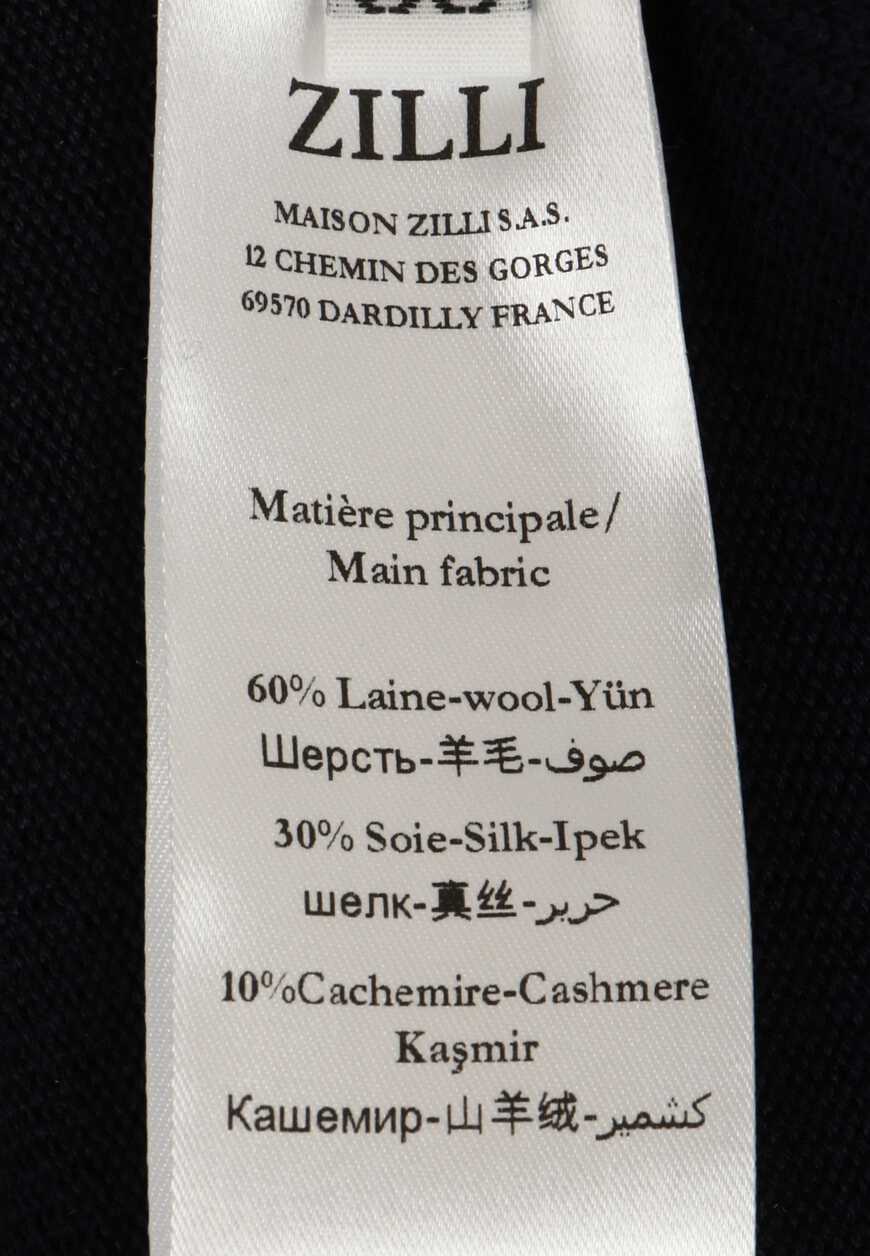 ZILLI
MAISON ZILLI S.A.S.
12 CHEMIN DES GORGES
69570 DARDILLY FRANCE
Matière principale/
Main fabric
60% Laine-wool-Yün
Шерсть-羊毛-صوف
30% Soie-Silk-Ipek
шелк-真丝-حرير
10%Cachemire-Cashmere
Kaşmir
Кашемир-山羊绒-كشمير